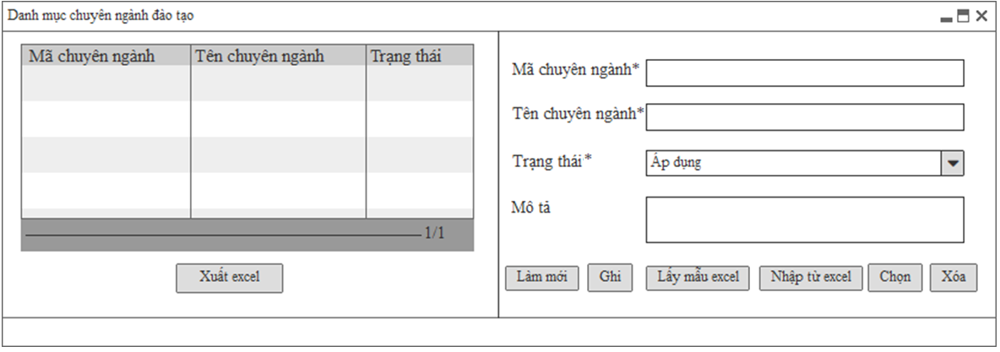 Danh mục chuyên ngành đào tạo
Mã chuyên ngành Tên chuyên ngành Trạng thái
1/1
Xuất excel
Mã chuyên ngành*
Tên chuyên ngành*
Trạng thái* Áp dụng
Mô tả
Làm mới Ghi Lấy mẫu excel Nhập từ excel Chọn Xóa